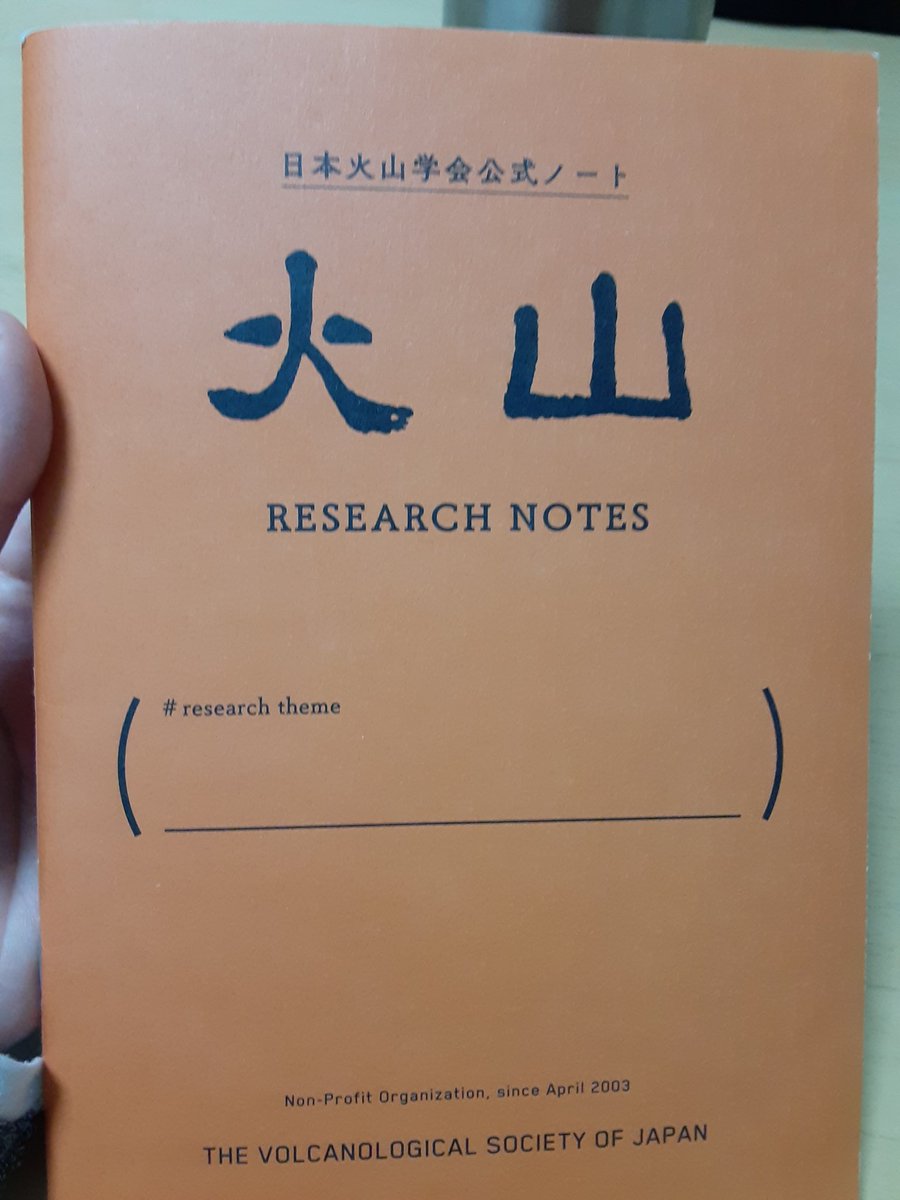 日本火山学会公式ノート
火山
RESEARCH NOTES
# research theme
Non-Profit Organization, since April 2003
THE VOLCANOLOGICAL SOCIETY OF JAPAN